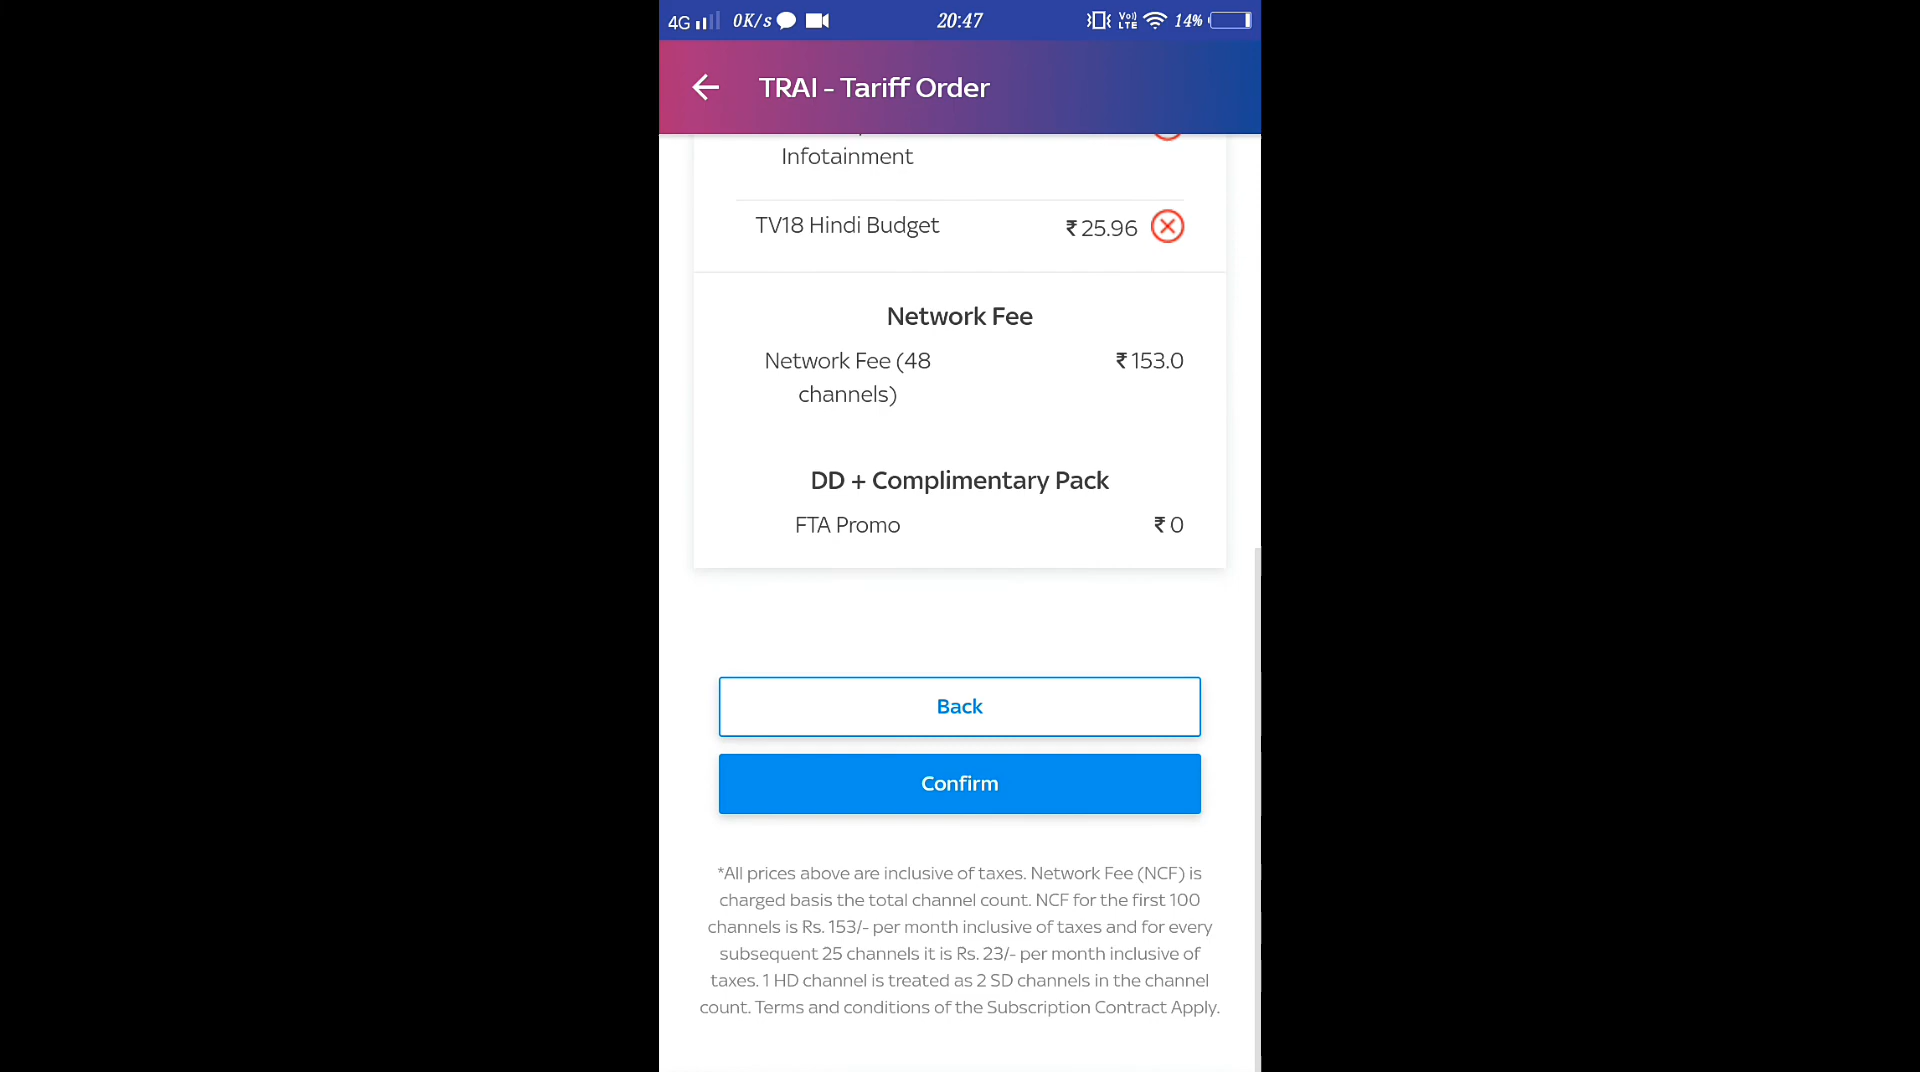 4G 0K/s 20:47 Vo)) LTE 14%
TRAI - Tariff Order
Infotainment
TV18 Hindi Budget ₹ 25.96
Network Fee
Network Fee (48 ₹ 153.0
channels)
DD + Complimentary Pack
FTA Promo ₹ 0
Back
Confirm
*All prices above are inclusive of taxes. Network Fee (NCF) is
charged basis the total channel count. NCF for the first 100
channels is Rs. 153/- per month inclusive of taxes and for every
subsequent 25 channels it is Rs. 23/- per month inclusive of
taxes. 1 HD channel is treated as 2 SD channels in the channel
count. Terms and conditions of the Subscription Contract Apply.